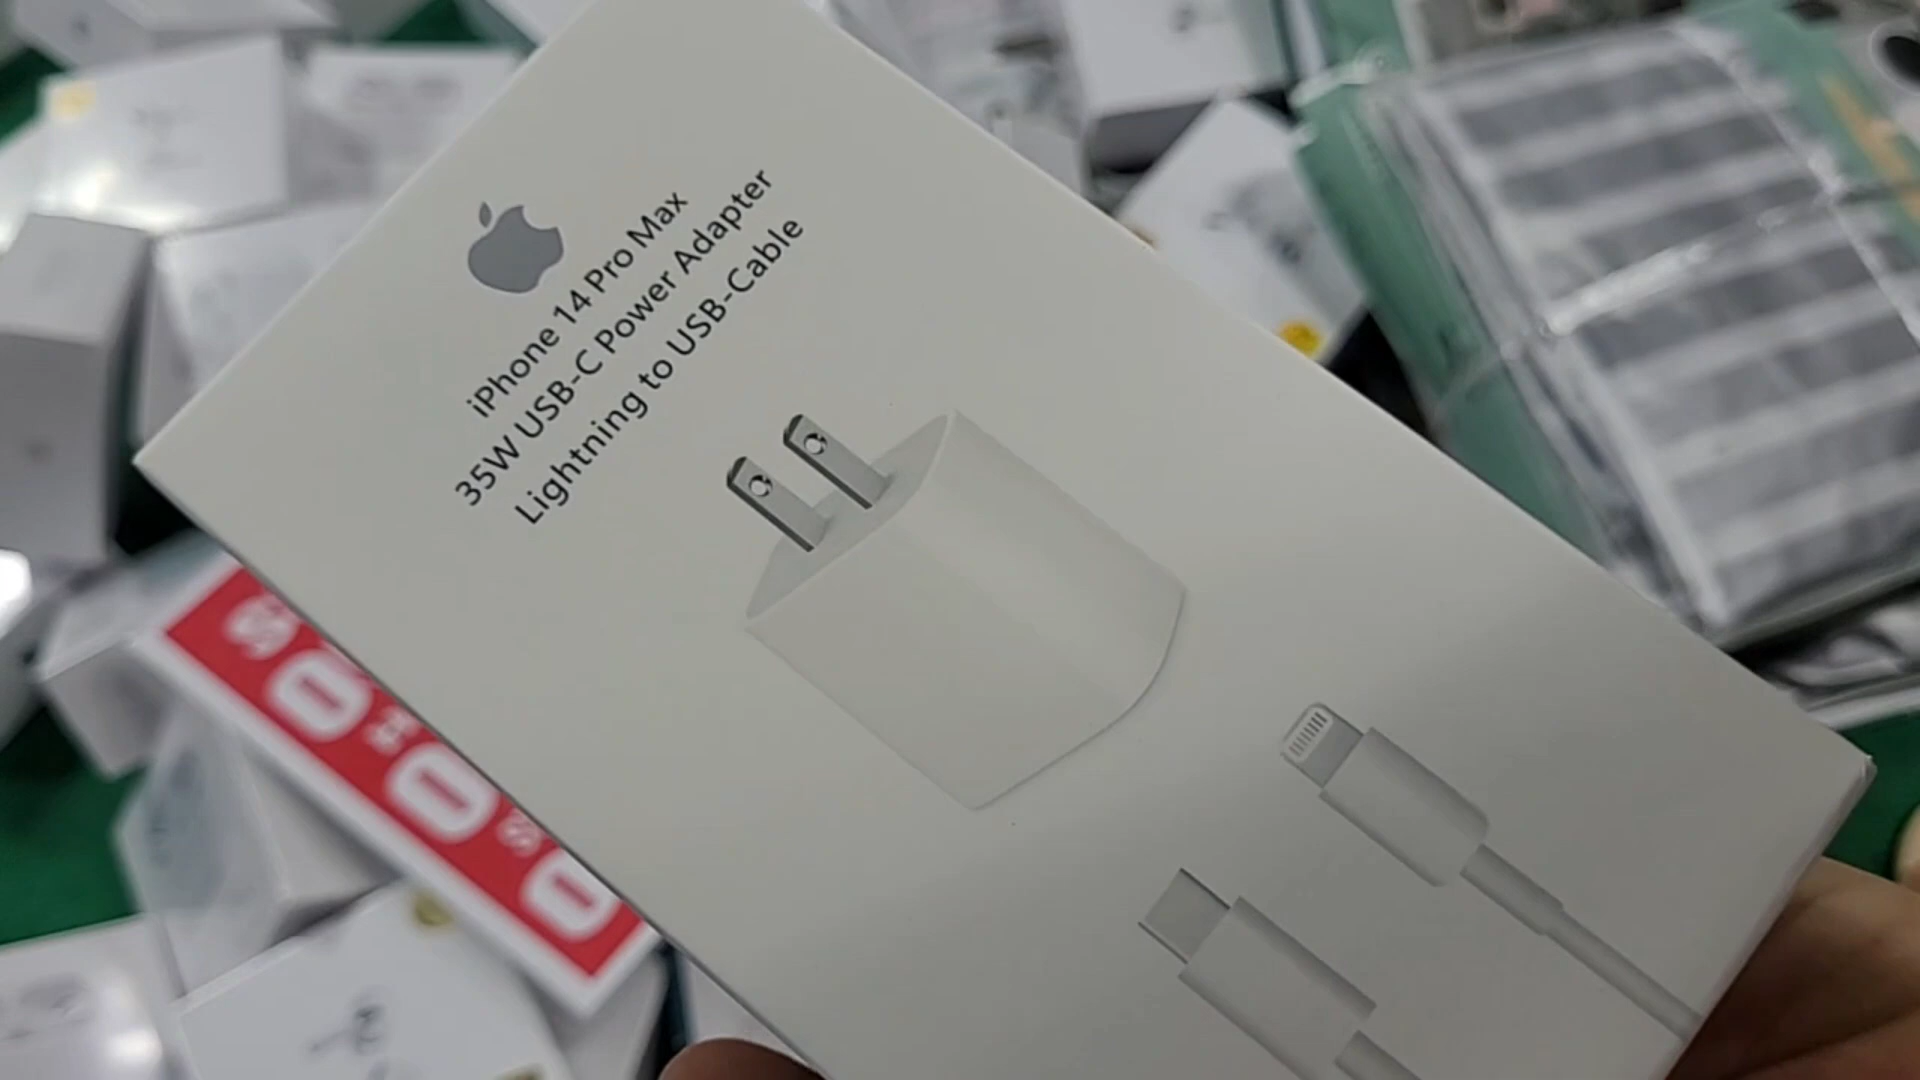 iPhone 14 Pro Max
35W USB-C Power Adapter
Lightning to USB-Cable